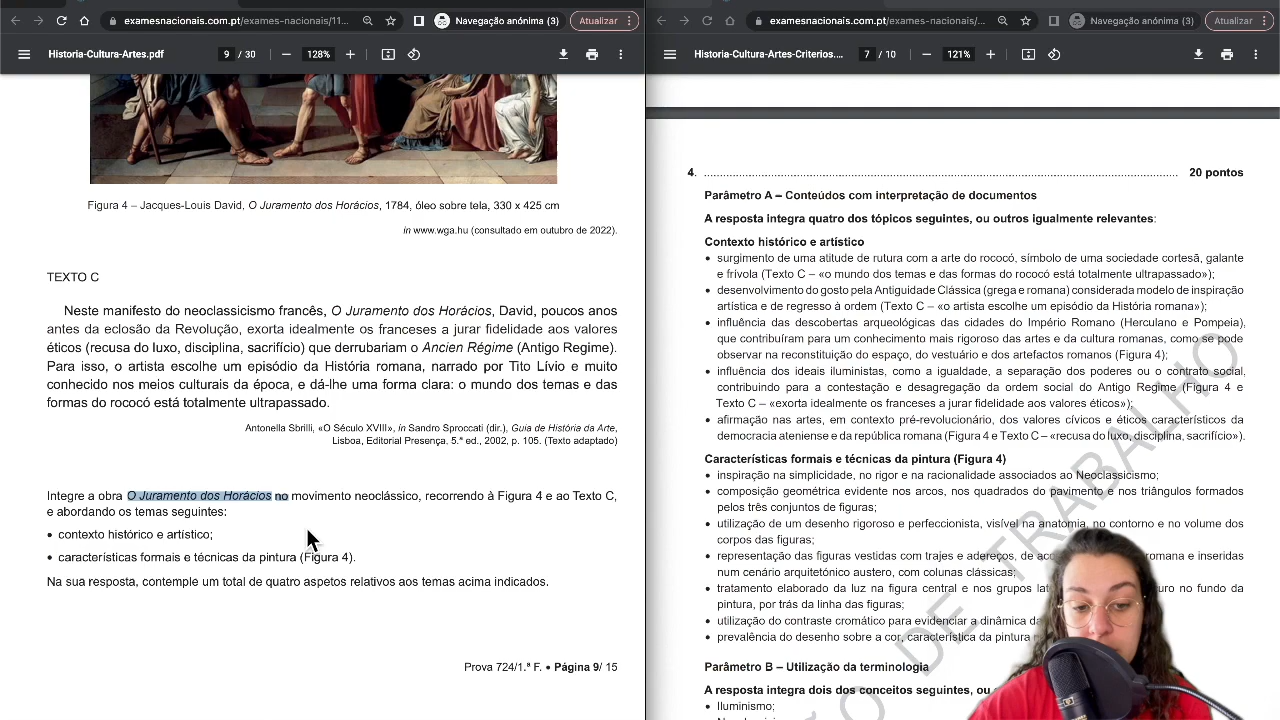 examesnacionais.com.pt/exames-nacionais/11...
Navegação anónima (3)
Atualizar
Historia-Cultura-Artes.pdf
9 / 30
128%
Figura 4 – Jacques-Louis David, O Juramento dos Horácios, 1784, óleo sobre tela, 330 x 425 cm
in www.wga.hu (consultado em outubro de 2022).
TEXTO C
Neste manifesto do neoclassicismo francês, O Juramento dos Horácios, David, poucos anos
antes da eclosão da Revolução, exorta idealmente os franceses a jurar fidelidade aos valores
éticos (recusa do luxo, disciplina, sacrifício) que derrubariam o Ancien Régime (Antigo Regime).
Para isso, o artista escolhe um episódio da História romana, narrado por Tito Lívio e muito
conhecido nos meios culturais da época, e dá-lhe uma forma clara: o mundo dos temas e das
formas do rococó está totalmente ultrapassado.
Antonella Sbrilli, «O Século XVIII», in Sandro Sproccati (dir.), Guia de História da Arte,
Lisboa, Editorial Presença, 5.ª ed., 2002, p. 105. (Texto adaptado)
Integre a obra O Juramento dos Horácios no movimento neoclássico, recorrendo à Figura 4 e ao Texto C,
e abordando os temas seguintes:
• contexto histórico e artístico;
• características formais e técnicas da pintura (Figura 4).
Na sua resposta, contemple um total de quatro aspetos relativos aos temas acima indicados.
Prova 724/1.ª F. • Página 9/ 15
examesnacionais.com.pt/exames-nacionais/...
Navegação anónima (3)
Atualizar
Historia-Cultura-Artes-Criterios....
7 / 10
121%
4. ........ 20 pontos
Parâmetro A – Conteúdos com interpretação de documentos
A resposta integra quatro dos tópicos seguintes, ou outros igualmente relevantes:
Contexto histórico e artístico
• surgimento de uma atitude de rutura com a arte do rococó, símbolo de uma sociedade cortesã, galante
e frívola (Texto C – «o mundo dos temas e das formas do rococó está totalmente ultrapassado»);
• desenvolvimento do gosto pela Antiguidade Clássica (grega e romana) considerada modelo de inspiração
artística e de regresso à ordem (Texto C – «o artista escolhe um episódio da História romana»);
• influência das descobertas arqueológicas das cidades do Império Romano (Herculano e Pompeia),
que contribuíram para um conhecimento mais rigoroso das artes e da cultura romanas, como se pode
observar na reconstituição do espaço, do vestuário e dos artefactos romanos (Figura 4);
• influência dos ideais iluministas, como a igualdade, a separação dos poderes ou o contrato social,
contribuindo para a contestação e desagregação da ordem social do Antigo Regime (Figura 4 e
Texto C – «exorta idealmente os franceses a jurar fidelidade aos valores éticos»);
• afirmação nas artes, em contexto pré-revolucionário, dos valores cívicos e éticos característicos da
democracia ateniense e da república romana (Figura 4 e Texto C – «recusa do luxo, disciplina, sacrifício»).
Características formais e técnicas da pintura (Figura 4)
• inspiração na simplicidade, no rigor e na racionalidade associados ao Neoclassicismo;
• composição geométrica evidente nos arcos, nos quadrados do pavimento e nos triângulos formados
pelos três conjuntos de figuras;
• utilização de um desenho rigoroso e perfeccionista, visível na anatomia, no contorno e no volume dos
corpos das figuras;
• representação das figuras vestidas com trajes e adereços, de romana e inseridas
num cenário arquitetónico austero, com colunas clássicas;
• tratamento elaborado da luz na figura central e nos grupos no fundo da
pintura, por trás da linha das figuras;
• utilização do contraste cromático para evidenciar a dinâmica
• prevalência do desenho sobre a cor, característica da pintura
Parâmetro B – Utilização da terminologia
A resposta integra dois dos conceitos seguintes, ou
• Iluminismo;
DE TRABALHO